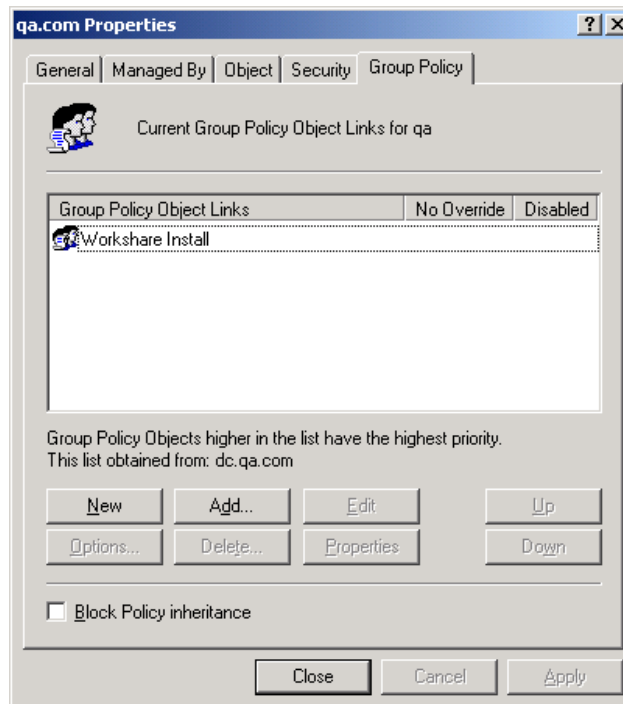 qa.com Properties
General Managed By Object Security Group Policy
Current Group Policy Object Links for qa
Group Policy Object Links No Override Disabled
Workshare Install
Group Policy Objects higher in the list have the highest priority.
This list obtained from: dc.qa.com
New Add... Edit Up
Options... Delete... Properties Down
Block Policy inheritance
Close Cancel Apply